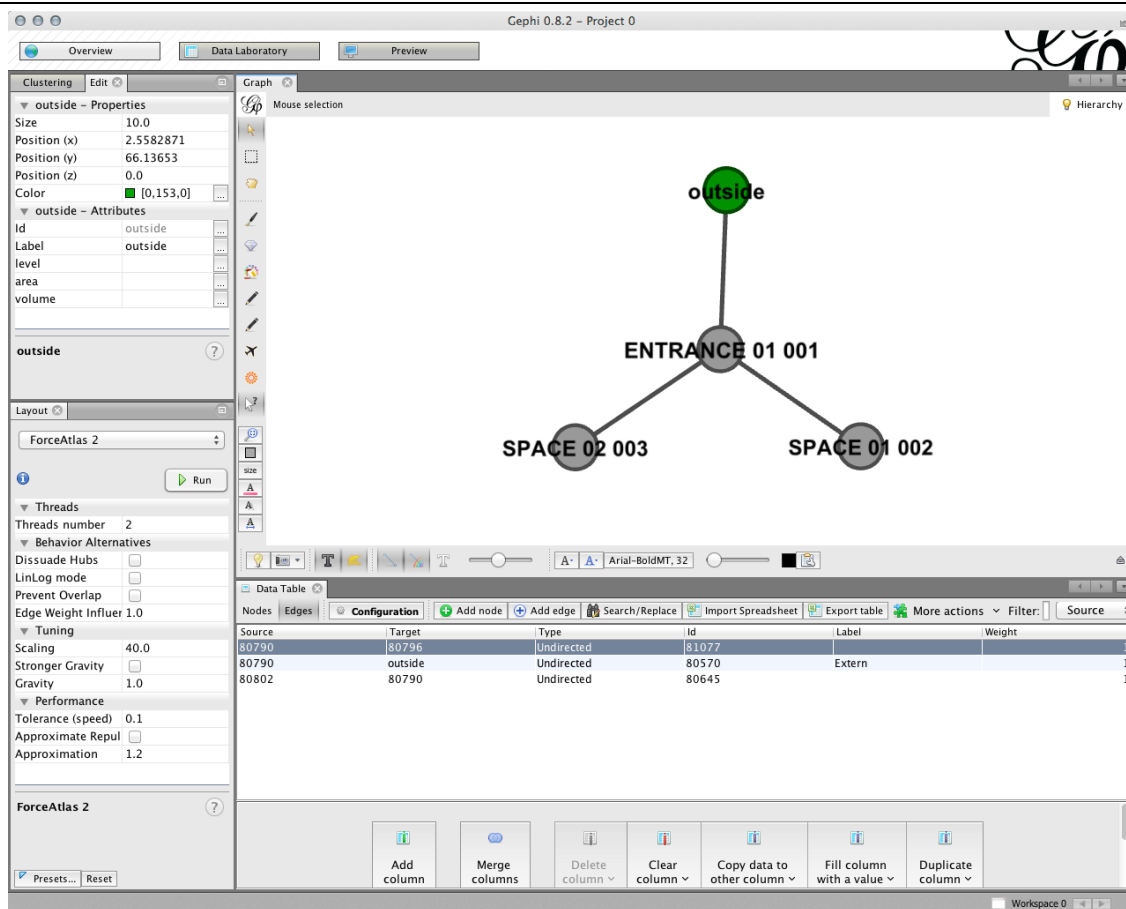 Gephi 0.8.2 – Project 0
Overview Data Laboratory Preview
Clustering Edit
outside – Properties
Size 10.0
Position (x) 2.5582871
Position (y) 66.13653
Position (z) 0.0
Color [0,153,0] ...
outside – Attributes
Id outside ...
Label outside ...
level ...
area ...
volume ...
outside ?
Layout
ForceAtlas 2
Run
Threads
Threads number 2
Behavior Alternatives
Dissuade Hubs
LinLog mode
Prevent Overlap
Edge Weight Influer 1.0
Tuning
Scaling 40.0
Stronger Gravity
Gravity 1.0
Performance
Tolerance (speed) 0.1
Approximate Repul
Approximation 1.2
ForceAtlas 2 ?
Presets... Reset
Graph
Mouse selection Hierarchy
size
outside
ENTRANCE 01 001
SPACE 02 003 SPACE 01 002
T T A- A- Arial-BoldMT, 32
Data Table
Nodes Edges Configuration Add node Add edge Search/Replace Import Spreadsheet Export table More actions Filter: Source
Source Target Type Id Label Weight
80790 80796 Undirected 81077
80790 outside Undirected 80570 Extern
80802 80790 Undirected 80645
Add column
Merge columns
Delete column
Clear column
Copy data to other column
Fill column with a value
Duplicate column
Workspace 0